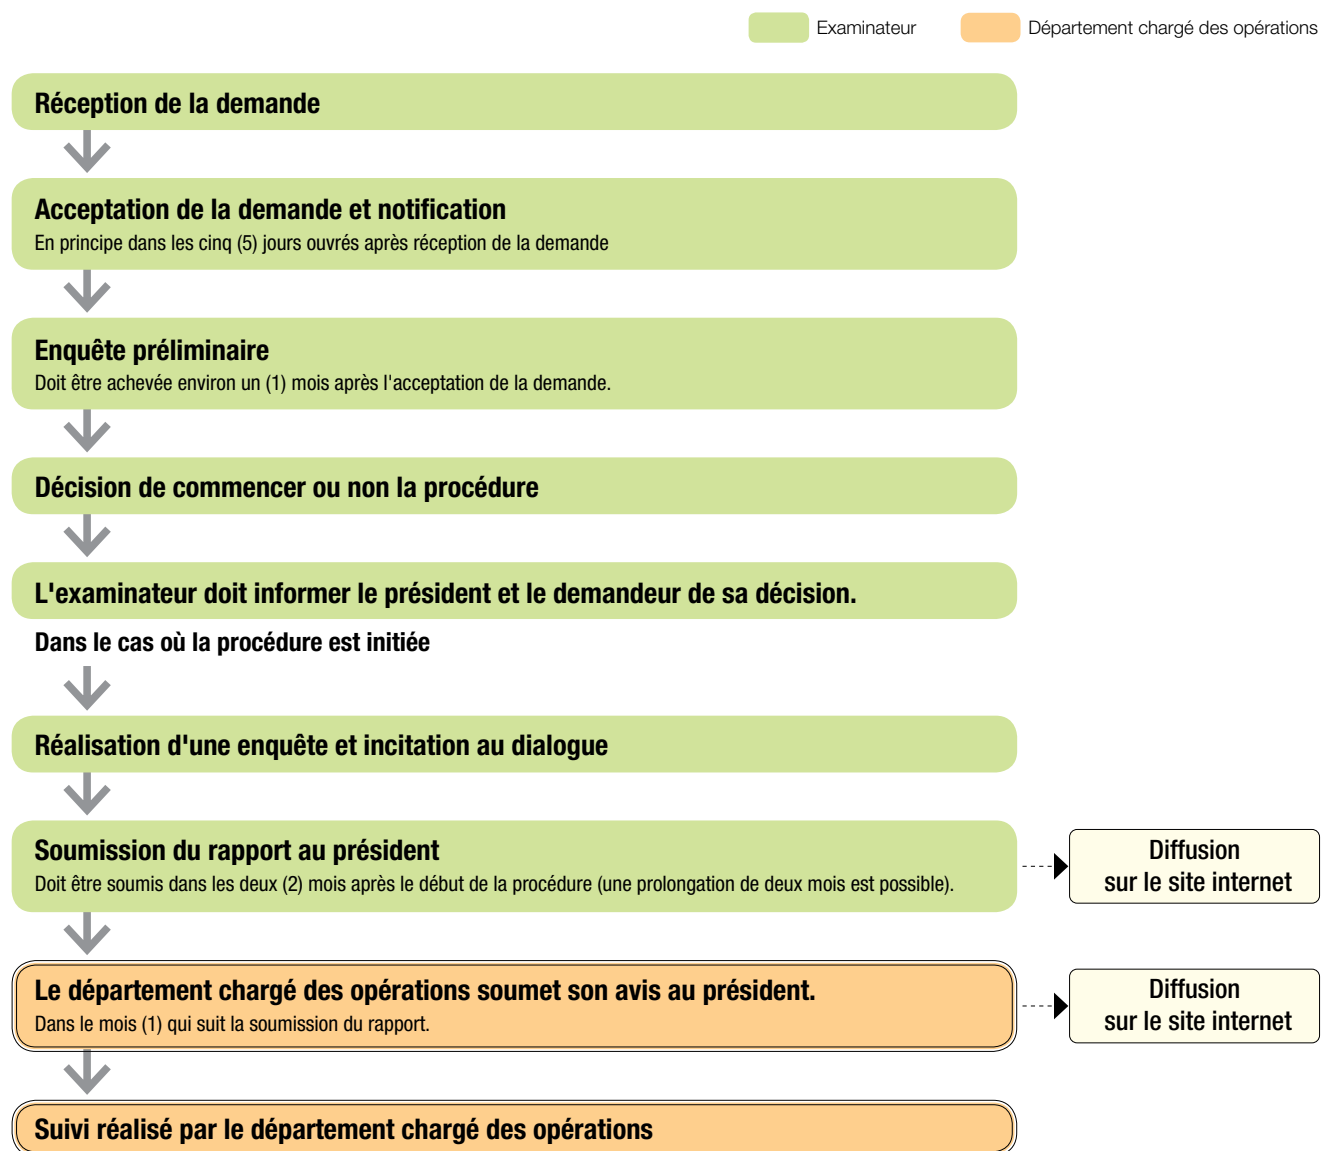 Examinateur
Département chargé des opérations
Réception de la demande
Acceptation de la demande et notification
En principe dans les cinq (5) jours ouvrés après réception de la demande
Enquête préliminaire
Doit être achevée environ un (1) mois après l'acceptation de la demande.
Décision de commencer ou non la procédure
L'examinateur doit informer le président et le demandeur de sa décision.
Dans le cas où la procédure est initiée
Réalisation d'une enquête et incitation au dialogue
Soumission du rapport au président
Doit être soumis dans les deux (2) mois après le début de la procédure (une prolongation de deux mois est possible).
Diffusion
sur le site internet
Le département chargé des opérations soumet son avis au président.
Dans le mois (1) qui suit la soumission du rapport.
Diffusion
sur le site internet
Suivi réalisé par le département chargé des opérations